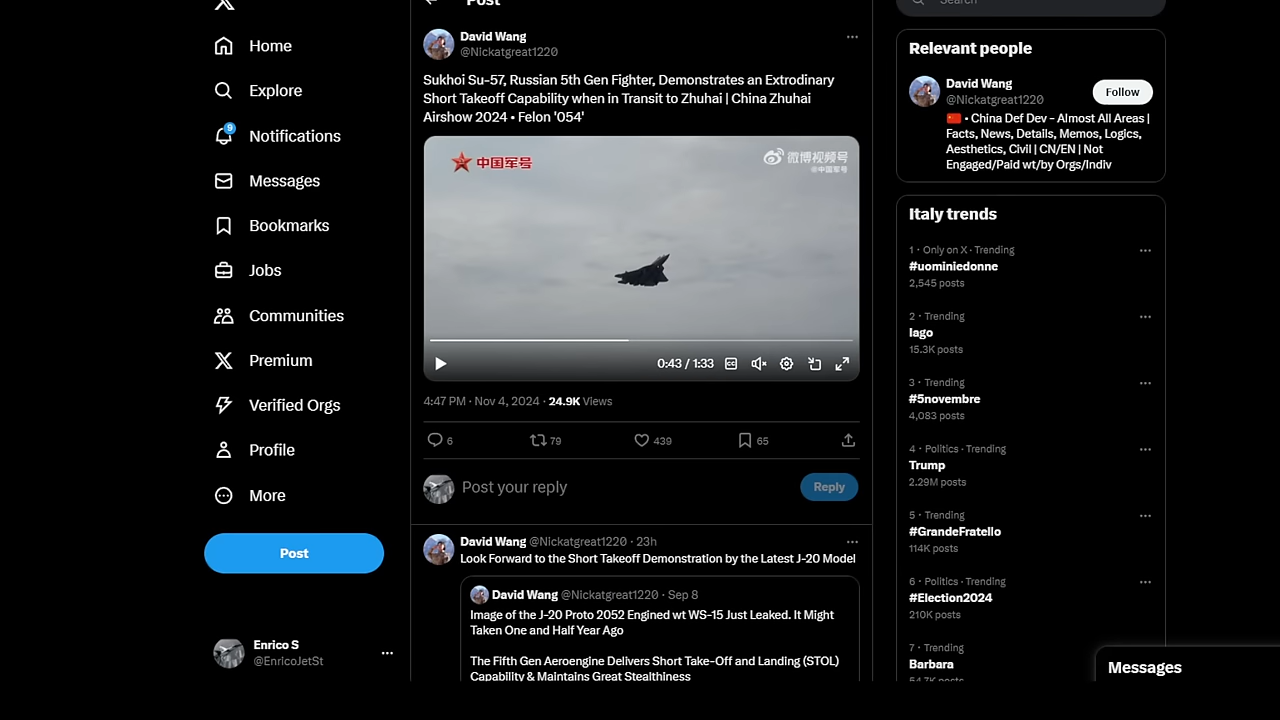 Home
Explore
9
Notifications
Messages
Bookmarks
Jobs
Communities
Premium
Verified Orgs
Profile
More
Post
Enrico S
@EnricoJetSt
Post
David Wang
@Nickatgreat1220
Sukhoi Su-57, Russian 5th Gen Fighter, Demonstrates an Extrodinary
Short Takeoff Capability when in Transit to Zhuhai | China Zhuhai
Airshow 2024 • Felon '054'
中国军号
微博视频号
@中国军号
0:43 / 1:33
4:47 PM · Nov 4, 2024 · 24.9K Views
6 79 439 65
Post your reply
Reply
David Wang @Nickatgreat1220 · 23h
Look Forward to the Short Takeoff Demonstration by the Latest J-20 Model
David Wang @Nickatgreat1220 · Sep 8
Image of the J-20 Proto 2052 Engined wt WS-15 Just Leaked. It Might
Taken One and Half Year Ago
The Fifth Gen Aeroengine Delivers Short Take-Off and Landing (STOL)
Capability & Maintains Great Stealthiness
Search
Relevant people
David Wang
@Nickatgreat1220
Follow
🇨🇳 • China Def Dev - Almost All Areas |
Facts, News, Details, Memos, Logics,
Aesthetics, Civil | CN/EN | Not
Engaged/Paid wt/by Orgs/Indiv
Italy trends
1 · Only on X · Trending
#uominiedonne
2,545 posts
2 · Trending
Iago
15.3K posts
3 · Trending
#5novembre
4,083 posts
4 · Politics · Trending
Trump
2.29M posts
5 · Trending
#GrandeFratello
114K posts
6 · Politics · Trending
#Election2024
210K posts
7 · Trending
Barbara
54.7K posts
Messages